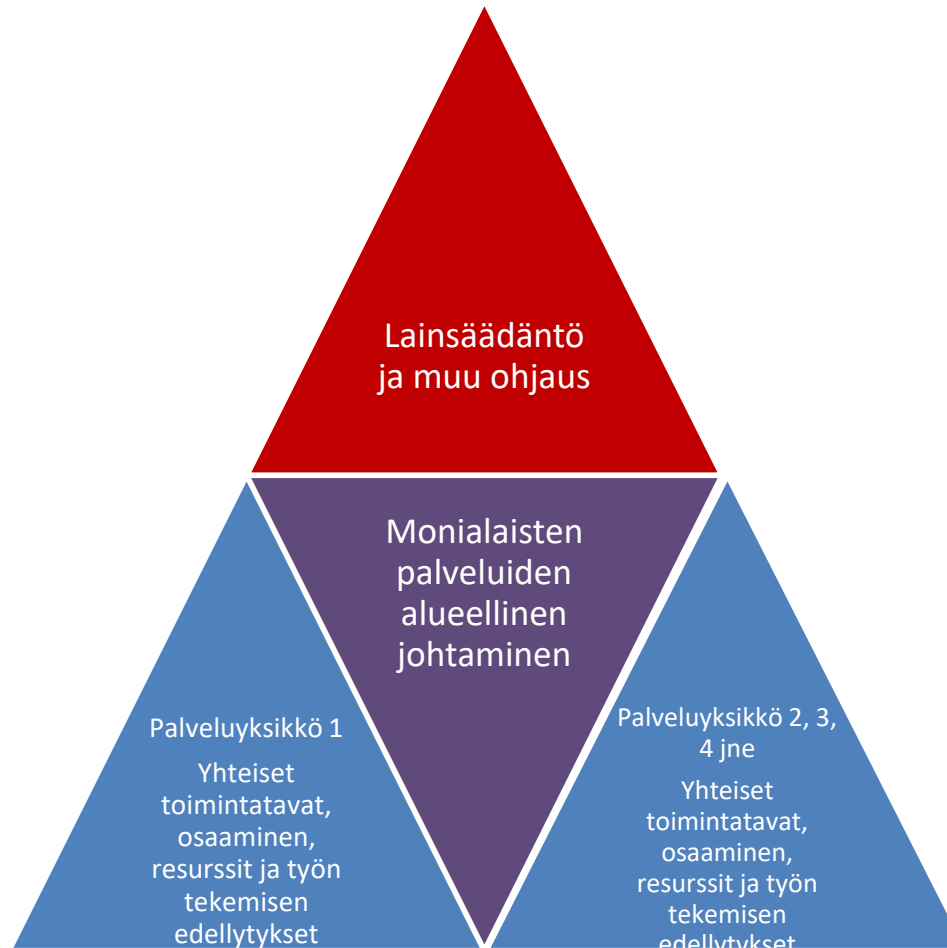 Lainsäädäntö
ja muu ohjaus
Monialaisten
palveluiden
alueellinen
johtaminen
Palveluyksikkö 1
Yhteiset
toimintatavat,
osaaminen,
resurssit ja työn
tekemisen
edellytykset
Palveluyksikkö 2, 3,
4 jne
Yhteiset
toimintatavat,
osaaminen,
resurssit ja työn
tekemisen
edellytykset